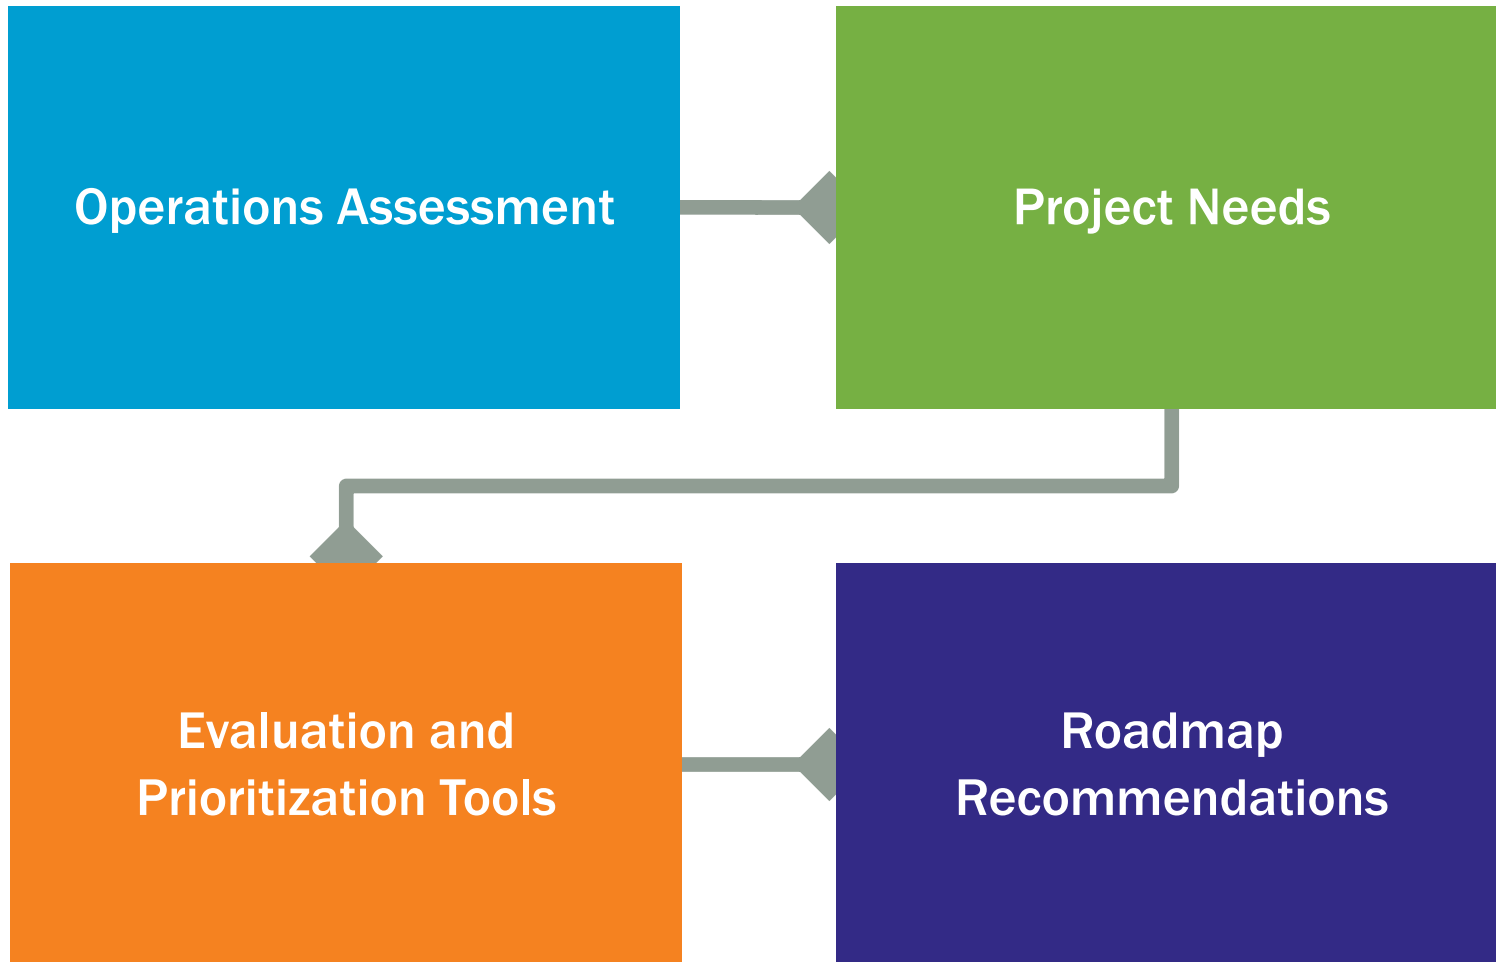 Operations Assessment
Project Needs
Evaluation and
Prioritization Tools
Roadmap
Recommendations